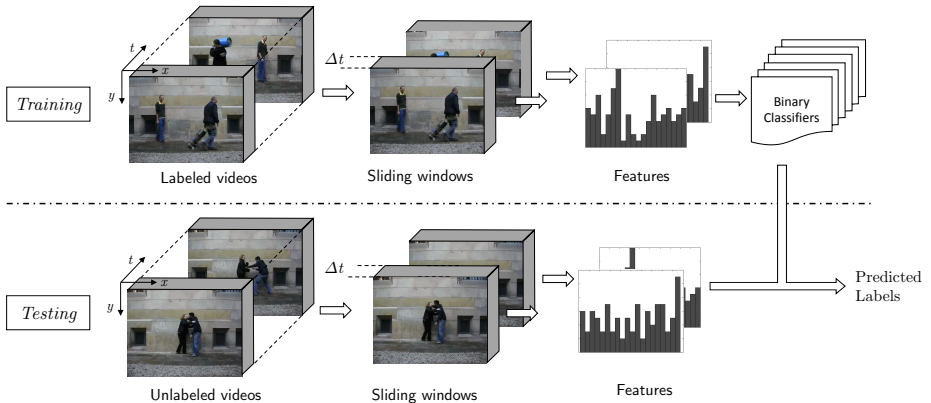 t
x
y
Δt
Training
Binary
Classifiers
Labeled videos
Sliding windows
Features
t
x
y
Δt
Testing
Predicted
Labels
Unlabeled videos
Sliding windows
Features